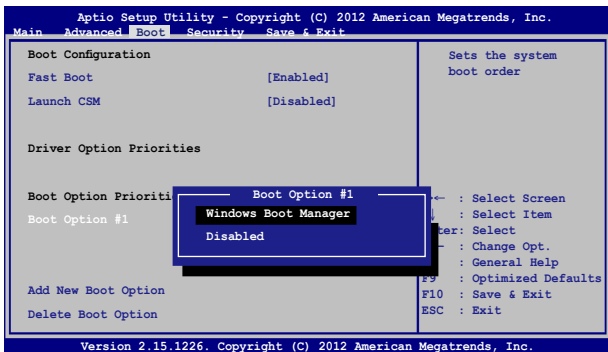 Aptio Setup Utility - Copyright (C) 2012 American Megatrends, Inc.
Main Advanced Boot Security Save & Exit
Boot Configuration
Fast Boot [Enabled]
Launch CSM [Disabled]
Driver Option Priorities
Boot Option Prioriti
Boot Option #1
Add New Boot Option
Delete Boot Option
Boot Option #1
Windows Boot Manager
Disabled
Sets the system
boot order
→← : Select Screen
: Select Item
ter: Select
— : Change Opt.
: General Help
F9 : Optimized Defaults
F10 : Save & Exit
ESC : Exit
Version 2.15.1226. Copyright (C) 2012 American Megatrends, Inc.